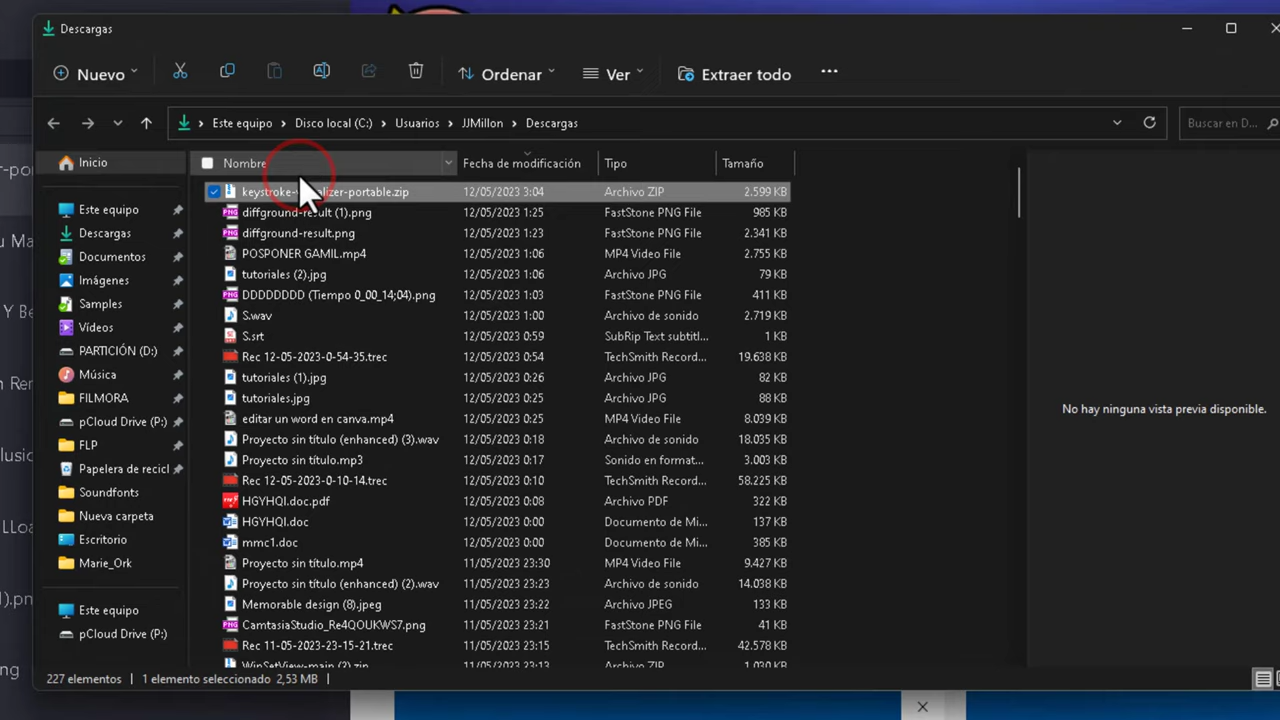 Descargas
Nuevo
Ordenar
Ver
Extraer todo
Este equipo > Disco local (C:) > Usuarios > JJMillon > Descargas
Buscar en D...
Inicio
Este equipo
Descargas
Documentos
Imágenes
Samples
Vídeos
PARTICIÓN (D:)
Música
FILMORA
pCloud Drive (P:)
FLP
Papelera de recicl
Soundfonts
Nueva carpeta
Escritorio
Marie_Ork
Este equipo
pCloud Drive (P:)
Nombre Fecha de modificación Tipo Tamaño
keystroke-visualizer-portable.zip 12/05/2023 3:04 Archivo ZIP 2.599 KB
diffground-result (1).png 12/05/2023 1:25 FastStone PNG File 985 KB
diffground-result.png 12/05/2023 1:23 FastStone PNG File 2.341 KB
POSPONER GAMIL.mp4 12/05/2023 1:06 MP4 Video File 2.755 KB
tutoriales (2).jpg 12/05/2023 1:06 Archivo JPG 79 KB
DDDDDDDD (Tiempo 0_00_14;04).png 12/05/2023 1:03 FastStone PNG File 411 KB
S.wav 12/05/2023 1:00 Archivo de sonido 2.719 KB
S.srt 12/05/2023 0:59 SubRip Text subtitl... 1 KB
Rec 12-05-2023-0-54-35.trec 12/05/2023 0:54 TechSmith Record... 19.638 KB
tutoriales (1).jpg 12/05/2023 0:26 Archivo JPG 82 KB
tutoriales.jpg 12/05/2023 0:25 Archivo JPG 88 KB
editar un word en canva.mp4 12/05/2023 0:25 MP4 Video File 8.039 KB
Proyecto sin título (enhanced) (3).wav 12/05/2023 0:18 Archivo de sonido 18.035 KB
Proyecto sin título.mp3 12/05/2023 0:17 Sonido en format... 3.003 KB
Rec 12-05-2023-0-10-14.trec 12/05/2023 0:10 TechSmith Record... 58.225 KB
HGYHQI.doc.pdf 12/05/2023 0:08 Archivo PDF 322 KB
HGYHQI.doc 12/05/2023 0:00 Documento de Mi... 137 KB
mmc1.doc 12/05/2023 0:00 Documento de Mi... 385 KB
Proyecto sin título.mp4 11/05/2023 23:30 MP4 Video File 9.427 KB
Proyecto sin título (enhanced) (2).wav 11/05/2023 23:23 Archivo de sonido 14.038 KB
Memorable design (8).jpeg 11/05/2023 23:22 Archivo JPEG 133 KB
CamtasiaStudio_Re4QOUKWS7.png 11/05/2023 23:21 FastStone PNG File 41 KB
Rec 11-05-2023-23-15-21.trec 11/05/2023 23:15 TechSmith Record... 42.578 KB
WinSetView-main (2).zip 11/05/2023 23:13 Archivo ZIP 1.030 KB
No hay ninguna vista previa disponible.
227 elementos
1 elemento seleccionado 2,53 MB